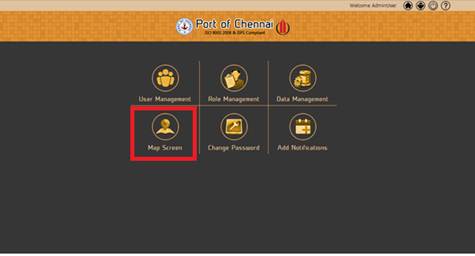 Welcome AdminUser
Port of Chennai
ISO 9001:2008 & ISPS Compliant
User Management
Role Management
Data Management
Map Screen
Change Password
Add Notifications